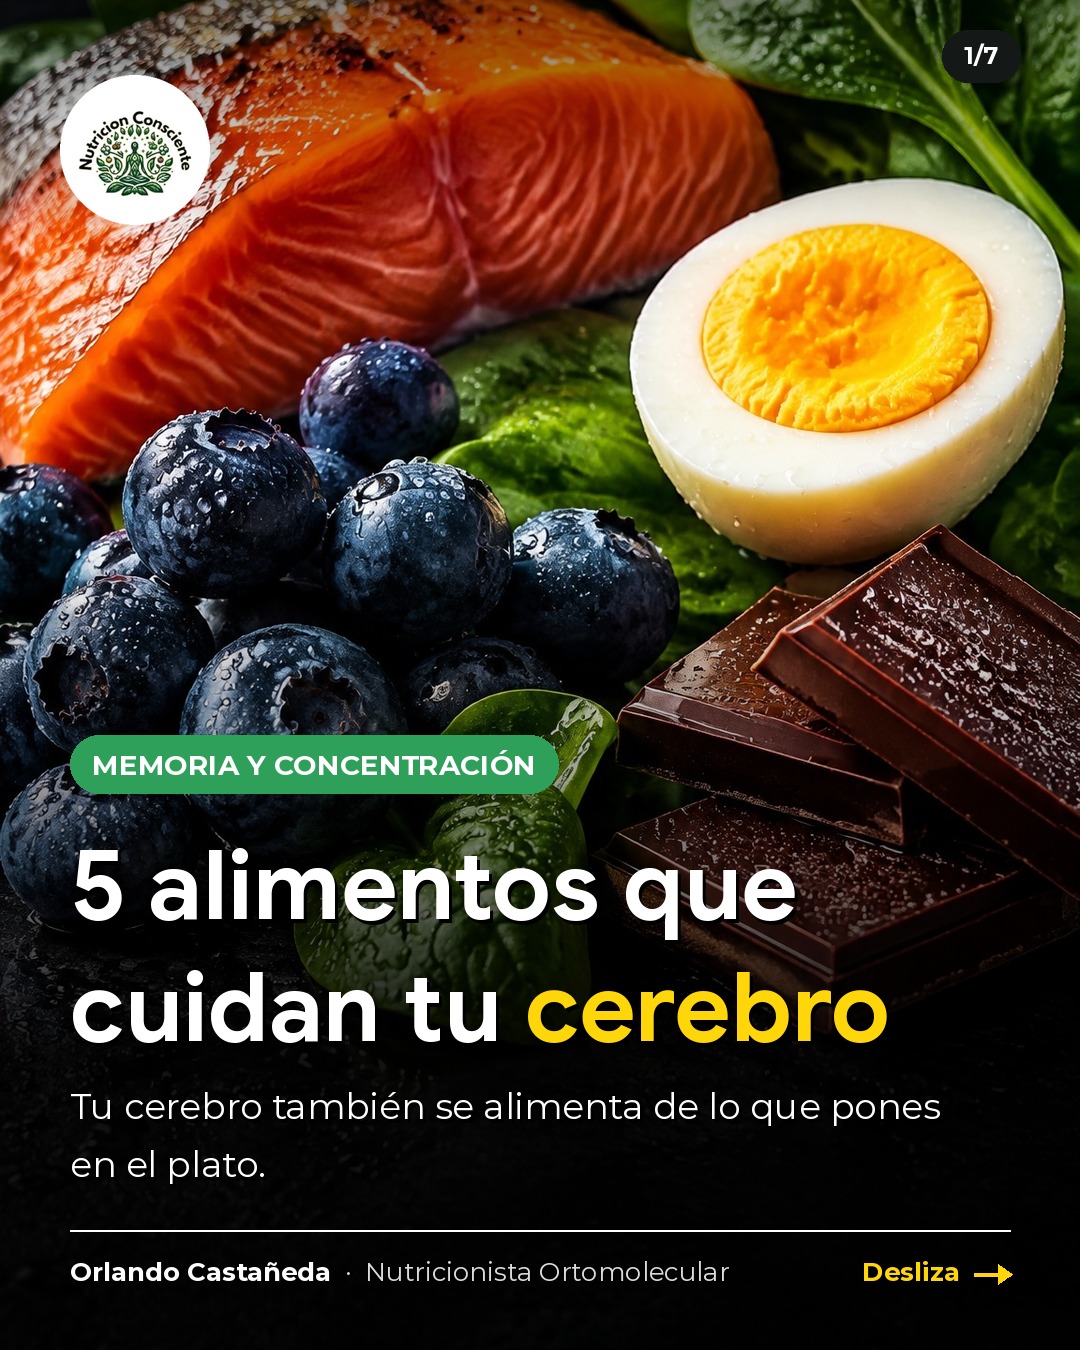 1/7
Nutricion Consciente
MEMORIA Y CONCENTRACIÓN
5 alimentos que
cuidan tu cerebro
Tu cerebro también se alimenta de lo que pones
en el plato.
Orlando Castañeda · Nutricionista Ortomolecular
Desliza →